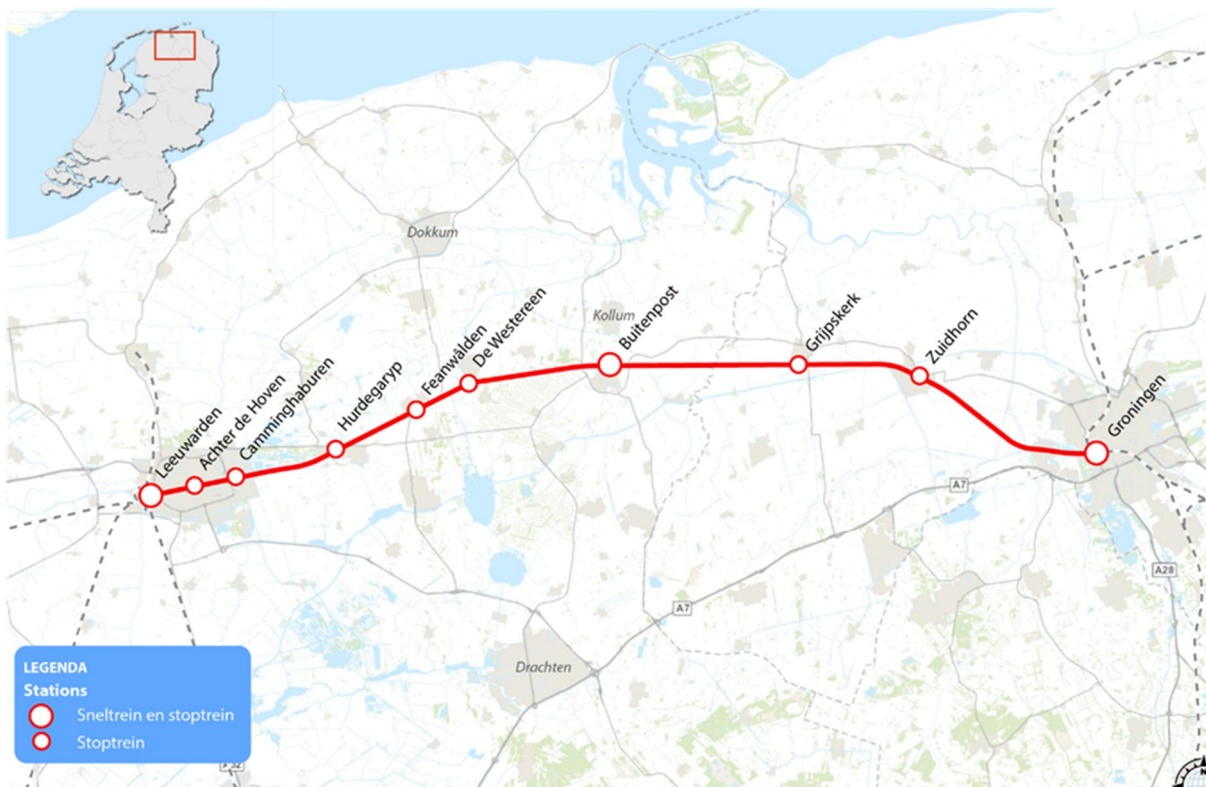 Dokkum
Kollum
Buitenpost
Grijpskerk
Zuidhorn
De Westereen
Feanwâlden
Hurdegaryp
Camminghaburen
Achter de Hoven
Leeuwarden
Groningen
A7
A7
A28
Drachten
LEGENDA
Stations
Sneltrein en stoptrein
Stoptrein
N